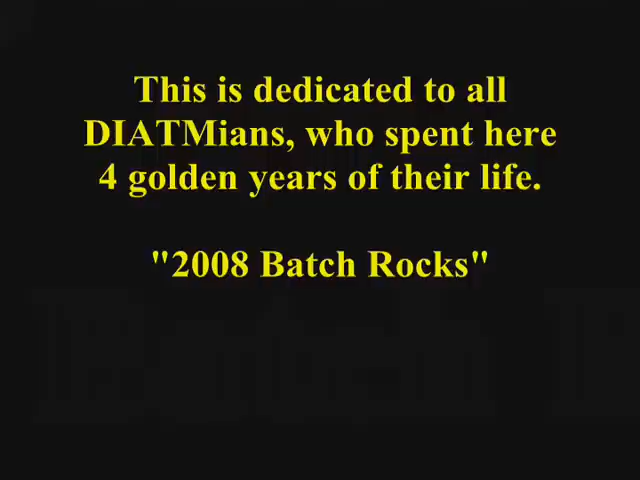 This is dedicated to all
DIATMians, who spent here
4 golden years of their life.
"2008 Batch Rocks"